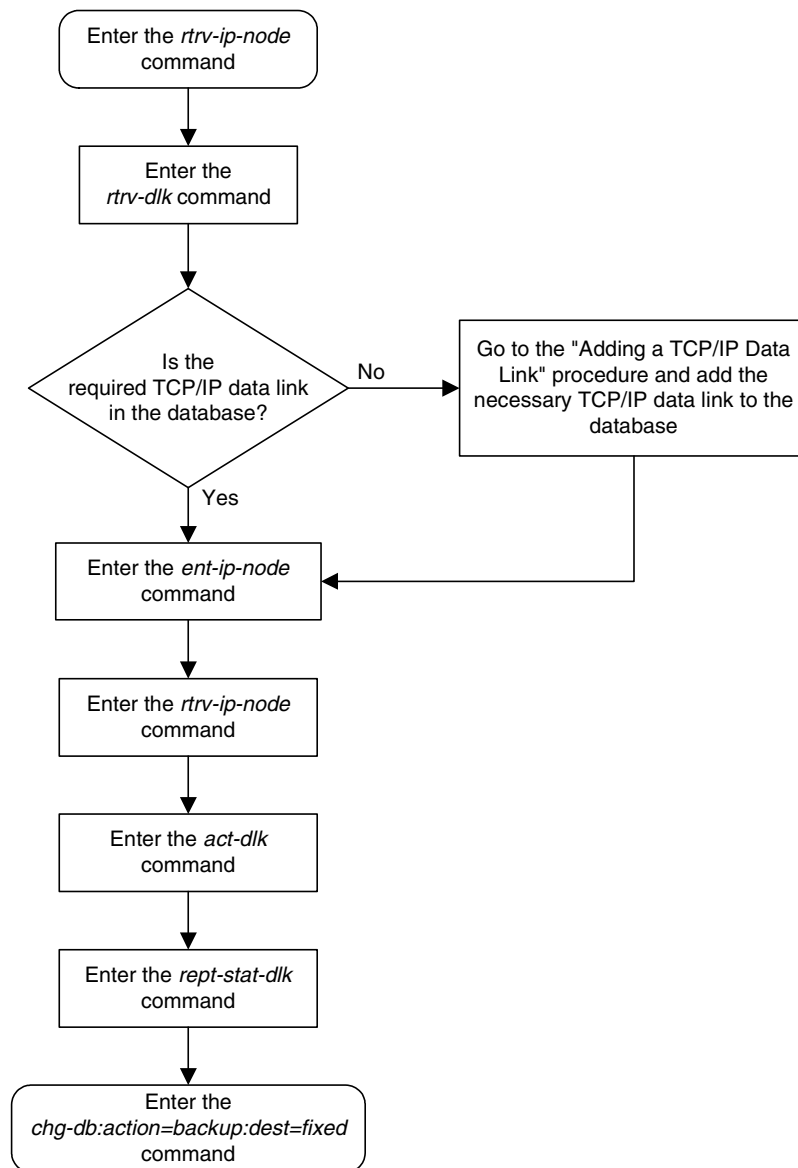 Enter the rtrv-ip-node
command
Enter the
rtrv-dlk command
Is the
required TCP/IP data link
in the database?
No
Go to the "Adding a TCP/IP Data
Link" procedure and add the
necessary TCP/IP data link to the
database
Yes
Enter the ent-ip-node
command
Enter the rtrv-ip-node
command
Enter the act-dlk
command
Enter the rept-stat-dlk
command
Enter the
chg-db:action=backup:dest=fixed
command